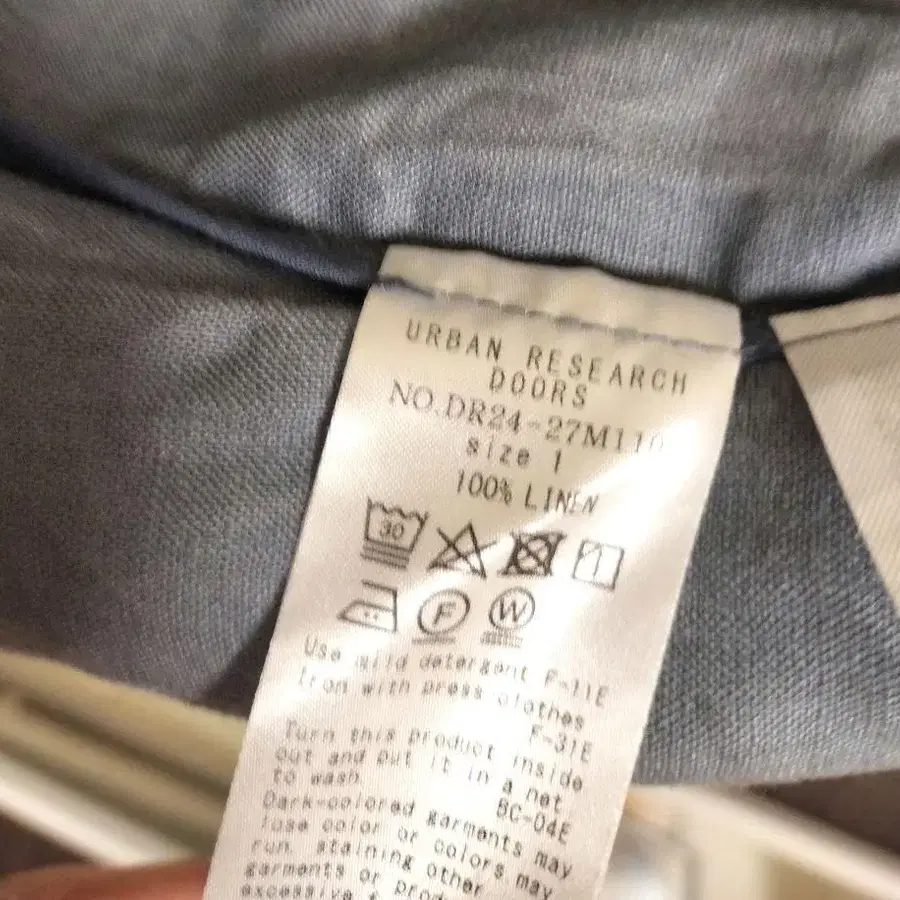 URBAN RESEARCH
DOORS
NO.DR24-27M110
size 1
100% LINEN
30
F W
Use mild detergent F-11E
Iron with press clothes
F-31E
Turn this product inside
out and put it in a net
to wash BC-04E
Dark-colored garments may
lose color or colors may
run, staining other
garments or
excessive